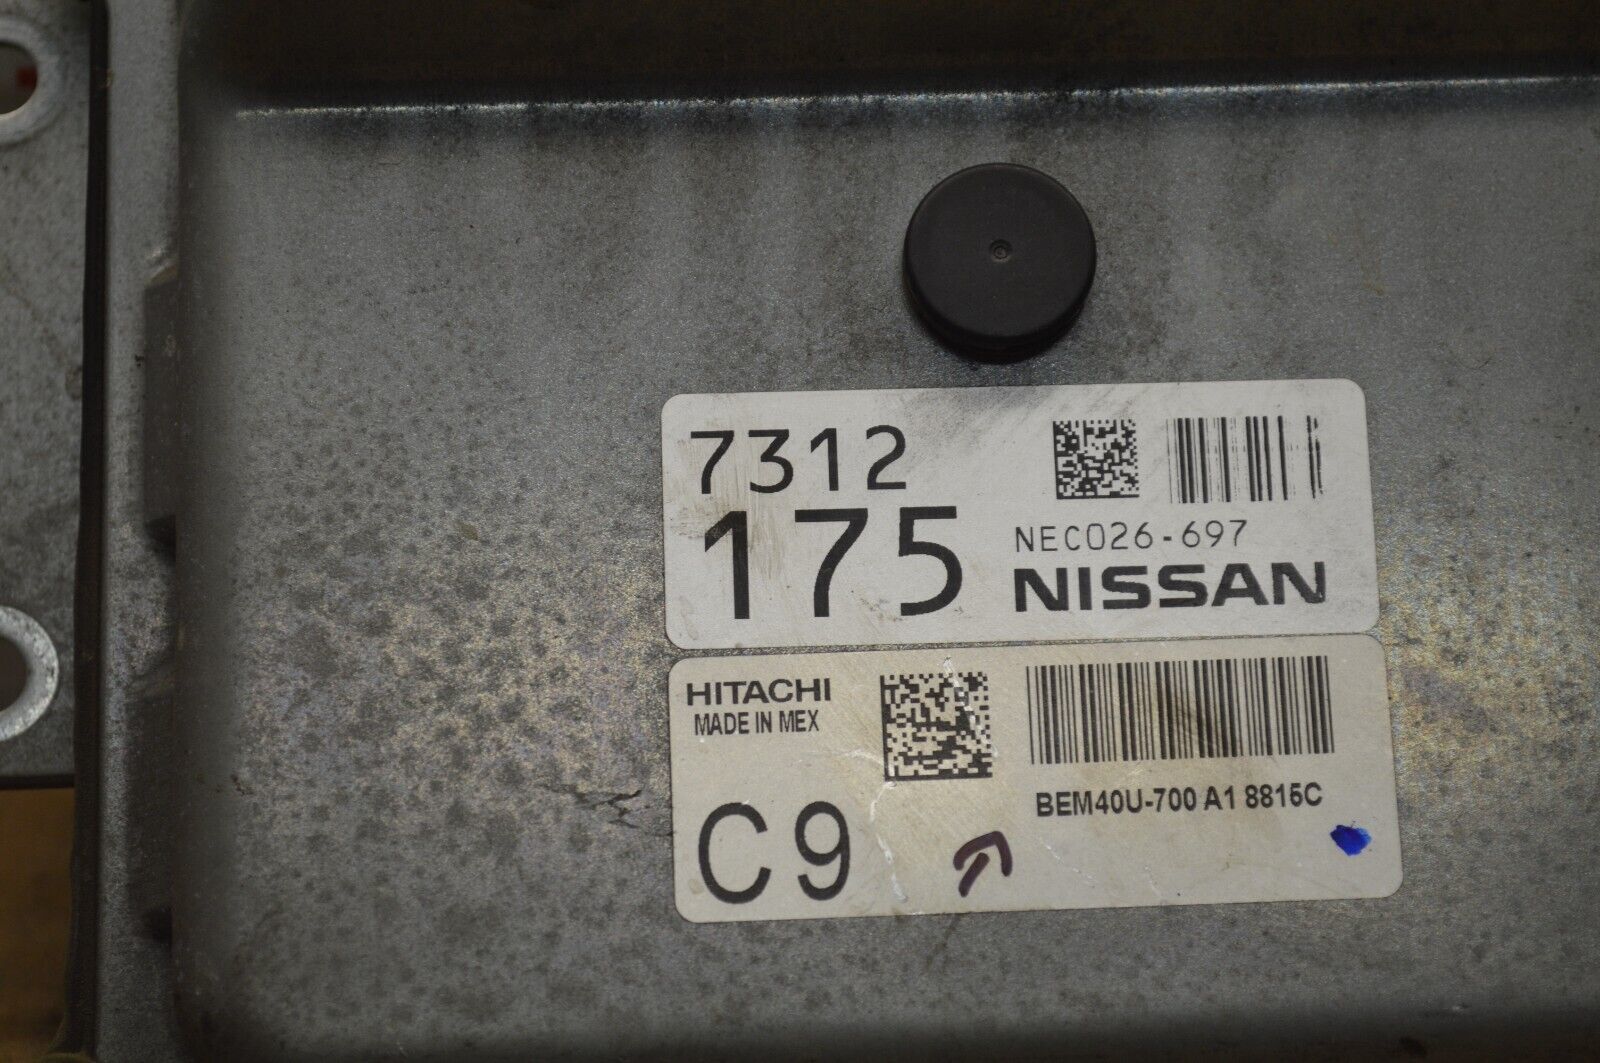 7312
175
NEC026-697
NISSAN
HITACHI
MADE IN MEX
C9
BEM40U-700 A1 8815C